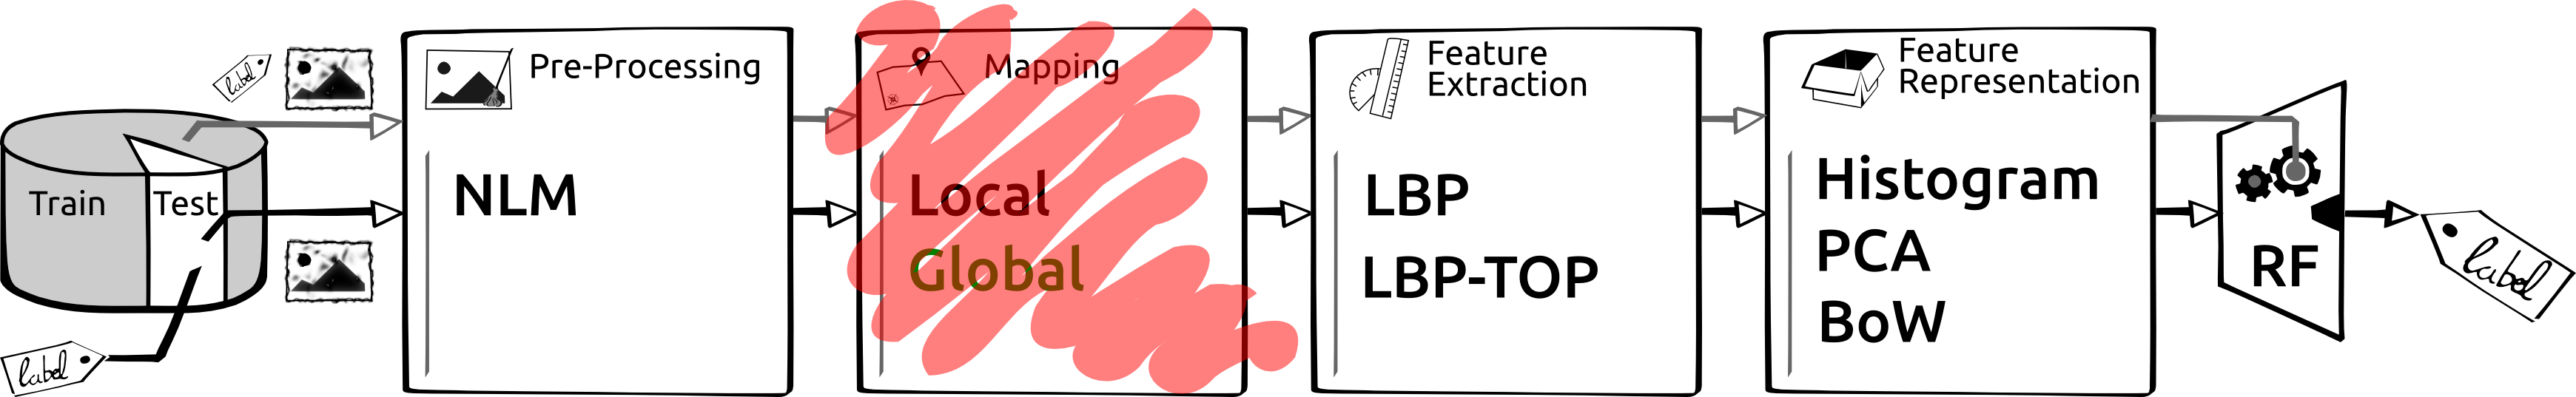 label
Train
Test
label
Pre-Processing
NLM
Mapping
Local
Global
Feature
Extraction
LBP
LBP-TOP
Feature
Representation
Histogram
PCA
BoW
RF
label